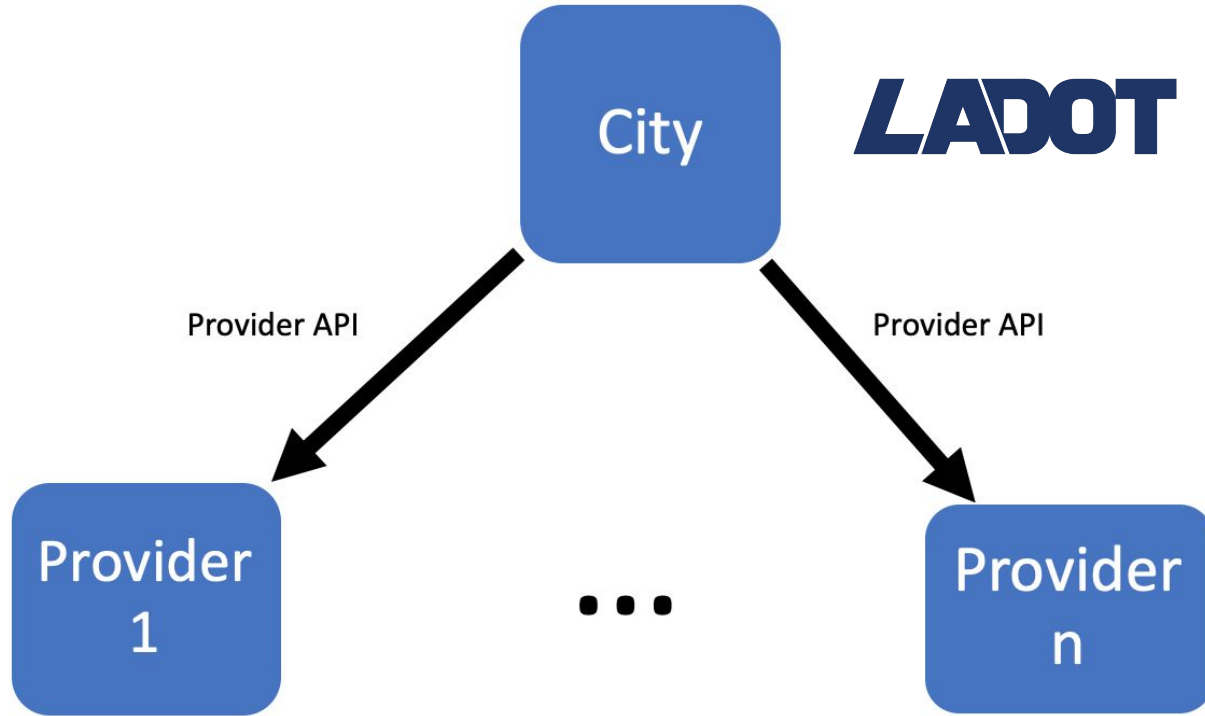 City
LADOT
Provider API
Provider API
Provider
1
...
Provider
n